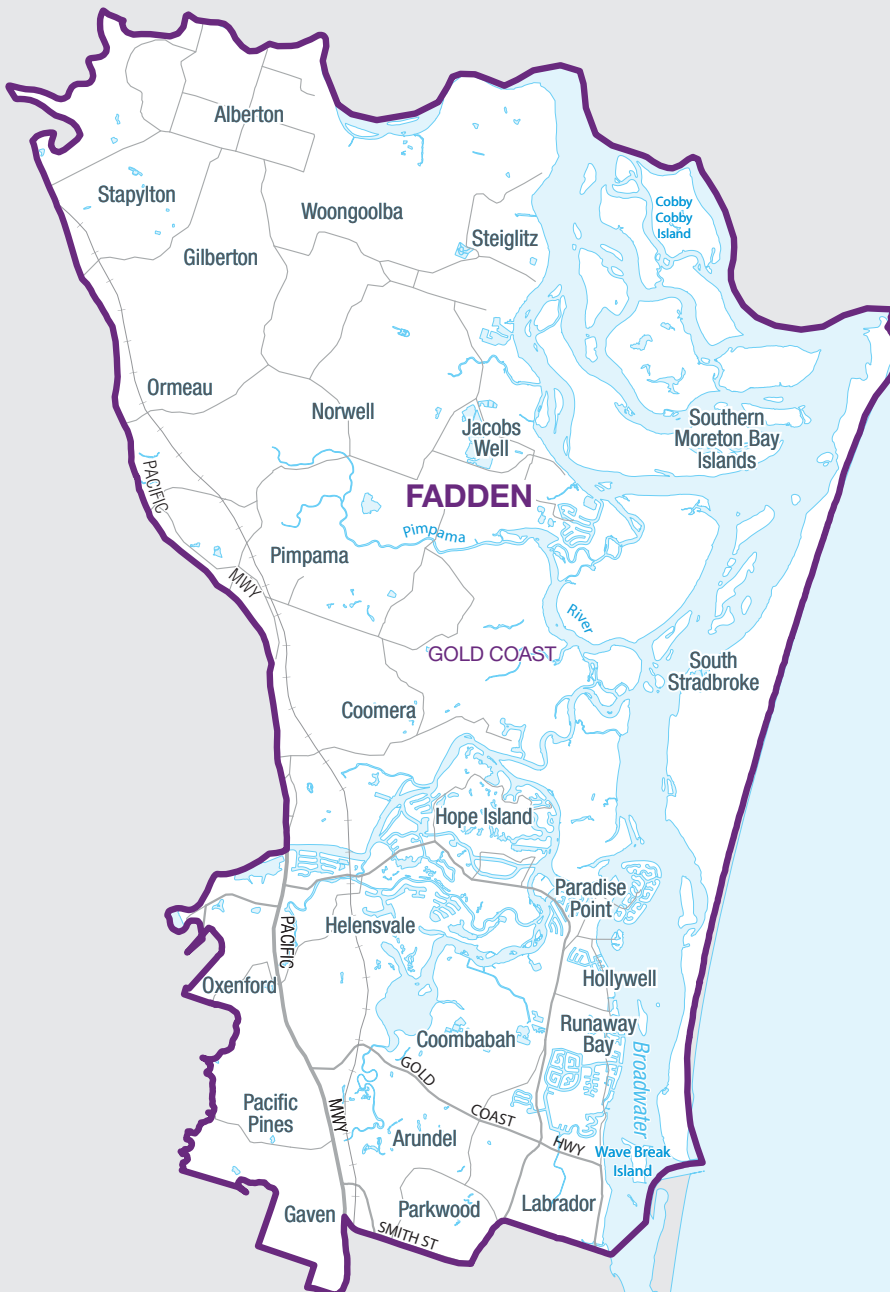 Alberton
Stapylton
Woongoolba
Cobby
Cobby
Island
Steiglitz
Gilberton
Ormeau
Norwell
Jacobs
Well
Southern
Moreton Bay
Islands
PACIFIC
MWY
FADDEN
Pimpama
River
Pimpama
GOLD COAST
South
Stradbroke
Coomera
Hope Island
Paradise
Point
Helensvale
PACIFIC
MWY
Oxenford
Hollywell
Runaway
Bay
Broadwater
Coombabah
GOLD
COAST
HWY
Pacific
Pines
Arundel
Wave Break
Island
Gaven
Parkwood
Labrador
SMITH ST